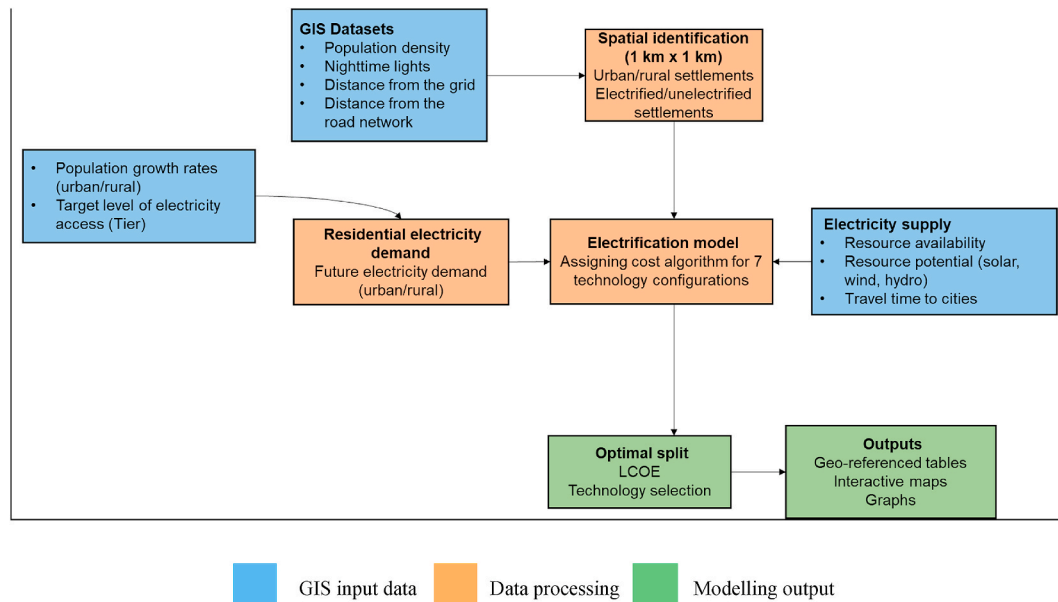 GIS Datasets
• Population density
• Nighttime lights
• Distance from the grid
• Distance from the
road network
Spatial identification
(1 km x 1 km)
Urban/rural settlements
Electrified/unelectrified
settlements
• Population growth rates
(urban/rural)
• Target level of electricity
access (Tier)
Residential electricity
demand
Future electricity demand
(urban/rural)
Electrification model
Assigning cost algorithm for 7
technology configurations
Electricity supply
• Resource availability
• Resource potential (solar,
wind, hydro)
• Travel time to cities
Optimal split
LCOE
Technology selection
Outputs
Geo-referenced tables
Interactive maps
Graphs
GIS input data
Data processing
Modelling output